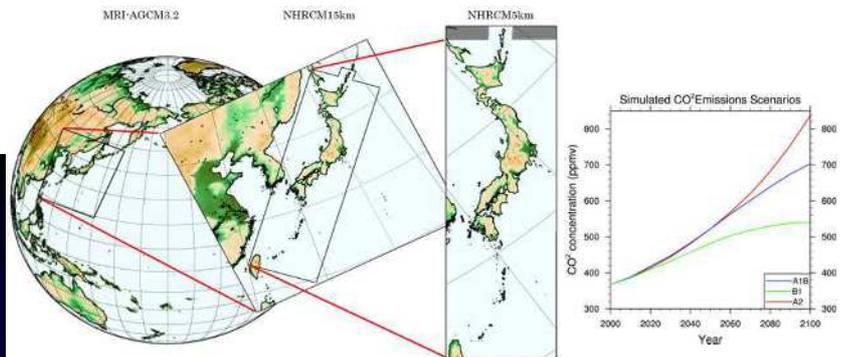 MRI-AGCM3.2
NHRCM15km
NHRCM5km
Simulated CO²Emissions Scenarios
CO² concentration (ppmv)
800
700
600
500
400
300
800
700
600
500
400
300
A1B
B1
A2
2000 2020 2040 2060 2080 2100
Year